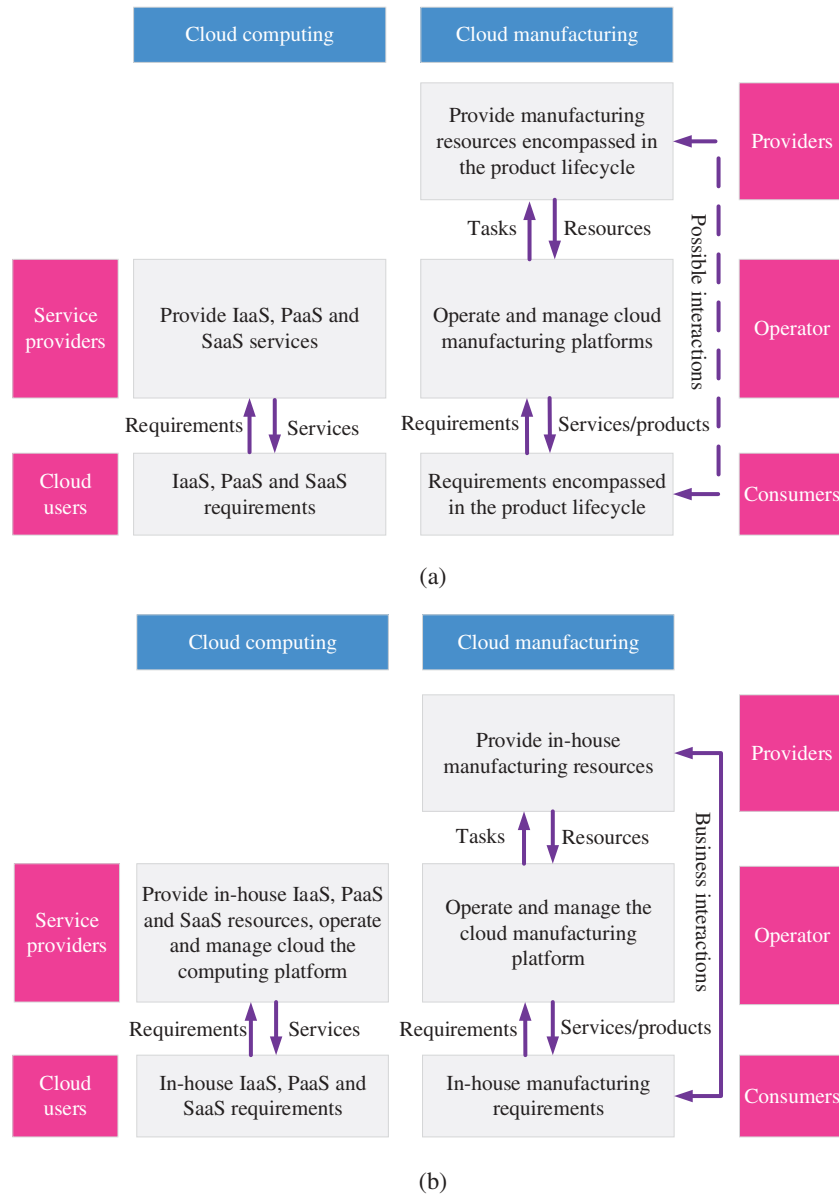 Cloud computing
Cloud manufacturing
Provide manufacturing
resources encompassed in
the product lifecycle
Providers
Tasks
Resources
Possible interactions
Service
providers
Provide IaaS, PaaS and
SaaS services
Operate and manage cloud
manufacturing platforms
Operator
Requirements
Services
Requirements
Services/products
Cloud
users
IaaS, PaaS and SaaS
requirements
Requirements encompassed
in the product lifecycle
Consumers
(a)
Cloud computing
Cloud manufacturing
Provide in-house
manufacturing resources
Providers
Tasks
Resources
Business interactions
Service
providers
Provide in-house IaaS, PaaS
and SaaS resources, operate
and manage cloud the
computing platform
Operate and manage the
cloud manufacturing
platform
Operator
Requirements
Services
Requirements
Services/products
Cloud
users
In-house IaaS, PaaS and
SaaS requirements
In-house manufacturing
requirements
Consumers
(b)